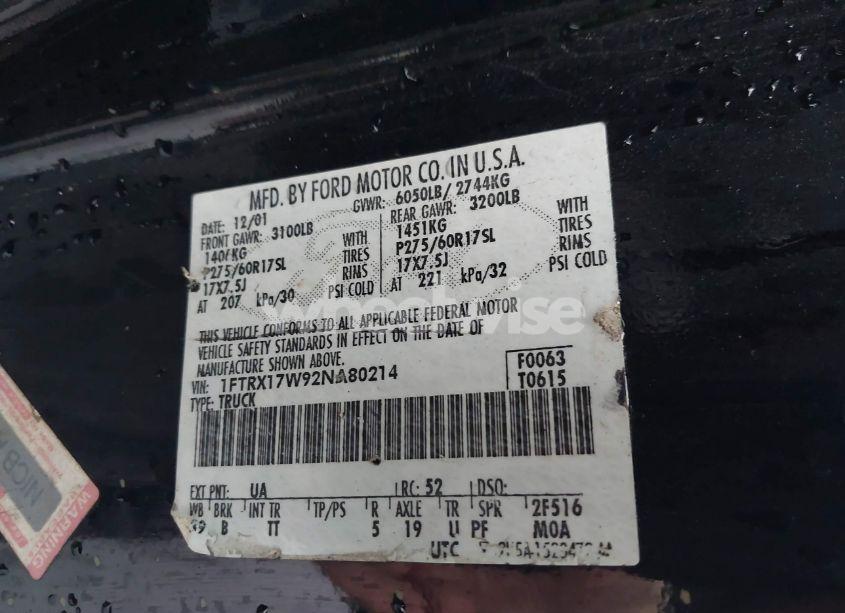 MFD. BY FORD MOTOR CO. IN U.S.A.
DATE: 12/01 GVWR: 6050LB/ 2744KG
FRONT GAWR: 3100LB REAR GAWR: 3200LB
1406KG WITH 1451KG WITH
P275/60R17SL TIRES P275/60R17SL TIRES
17X7.5J RIMS 17X7.5J RIMS
AT 207 kPa/30 PSI COLD AT 221 kPa/32 PSI COLD
wheelwise
THIS VEHICLE CONFORMS TO ALL APPLICABLE FEDERAL MOTOR
VEHICLE SAFETY STANDARDS IN EFFECT ON THE DATE OF
MANUFACTURE SHOWN ABOVE.
VIN: 1FTRX17W92NA80214 F0063
TYPE: TRUCK T0615
EXT PNT: UA RC: 52 DSO:
WB BRK INT TR TP/PS R AXLE TR SPR 2F516
B TT 5 19 U PF MOA
UTC
NICB
WARNING